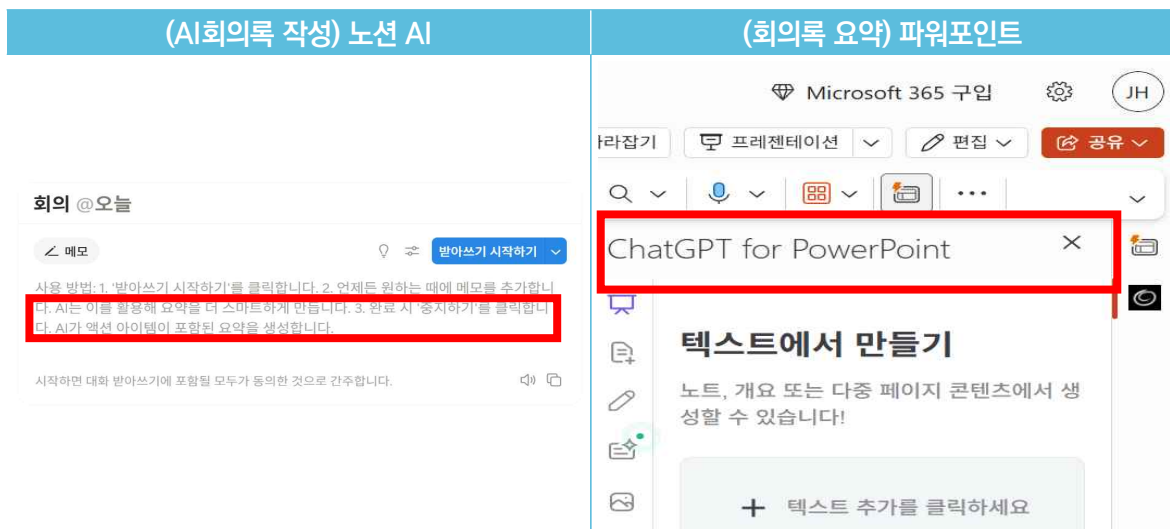 (AI회의록 작성) 노션 AI
(회의록 요약) 파워포인트
회의 @오늘
메모
받아쓰기 시작하기
사용 방법: 1. '받아쓰기 시작하기'를 클릭합니다. 2. 언제든 원하는 때에 메모를 추가합니
다. AI는 이를 활용해 요약을 더 스마트하게 만듭니다. 3. 완료 시 '중지하기'를 클릭합니
다. AI가 액션 아이템이 포함된 요약을 생성합니다.
시작하면 대화 받아쓰기에 포함될 모두가 동의한 것으로 간주합니다.
Microsoft 365 구입
JH
라잡기
프레젠테이션
편집
공유
ChatGPT for PowerPoint
텍스트에서 만들기
노트, 개요 또는 다중 페이지 콘텐츠에서 생
성할 수 있습니다!
+ 텍스트 추가를 클릭하세요